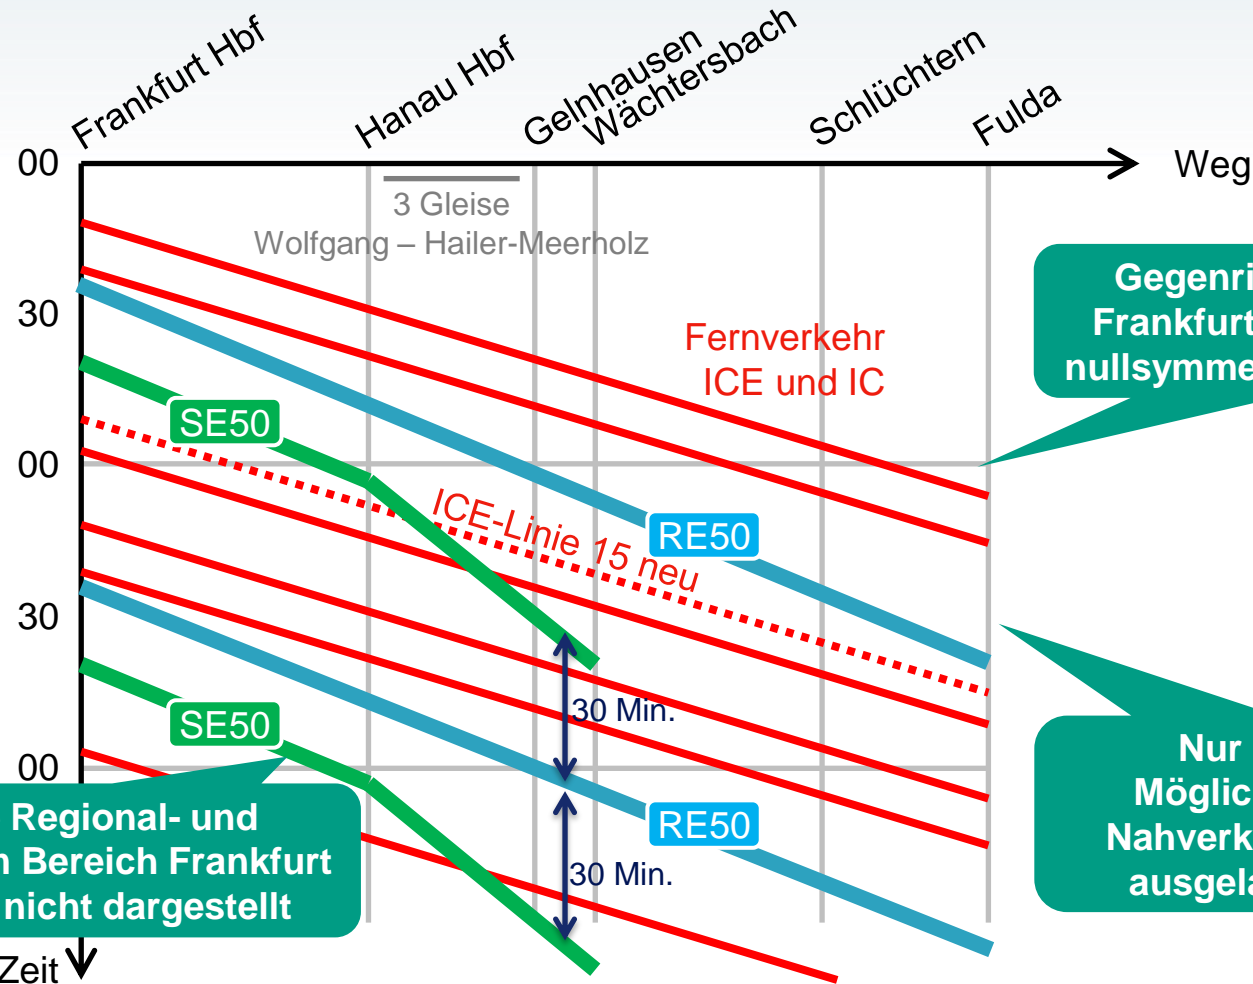 Frankfurt Hbf
Hanau Hbf
Gelnhausen
Wächtersbach
Schlüchtern
Fulda
00
Weg
3 Gleise
Wolfgang – Hailer-Meerholz
30
Fernverkehr
ICE und IC
Gegenri
Frankfurt
nullsymme
SE50
00
ICE-Linie 15 neu
RE50
30
30 Min.
SE50
00
RE50
Nur
Möglic
Nahverk
ausgela
Regional- und
Bereich Frankfurt
nicht dargestellt
30 Min.
Zeit